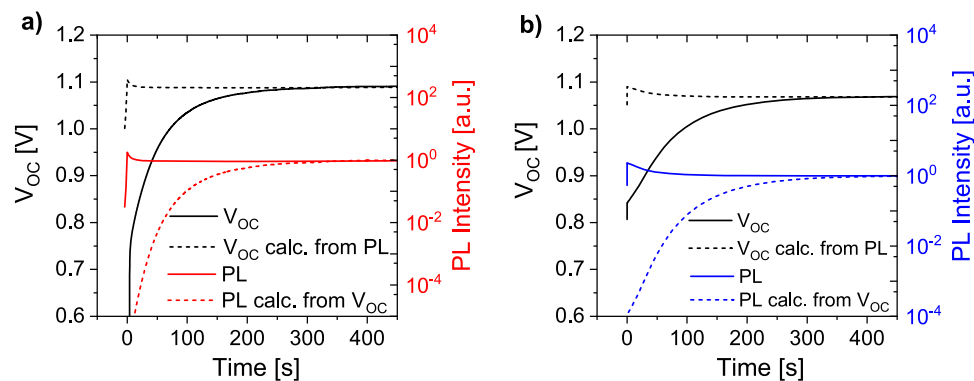 a)
1.2
1.1
1.0
0.9
0.8
0.7
0.6
V_OC [V]
10^4
10^2
10^0
10^-2
10^-4
PL Intensity [a.u.]
V_OC
V_OC calc. from PL
PL
PL calc. from V_OC
0 100 200 300 400
Time [s]
b)
1.2
1.1
1.0
0.9
0.8
0.7
0.6
V_OC [V]
10^4
10^2
10^0
10^-2
10^-4
PL Intensity [a.u.]
V_OC
V_OC calc. from PL
PL
PL calc. from V_OC
0 100 200 300 400
Time [s]